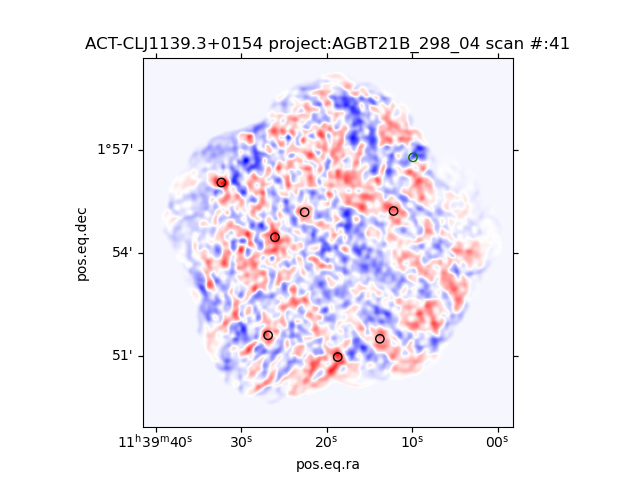 ACT-CLJ1139.3+0154 project:AGBT21B_298_04 scan #:41
1°57'
54'
51'
pos.eq.dec
11ʰ39ᵐ40ˢ 30ˢ 20ˢ 10ˢ 00ˢ
pos.eq.ra